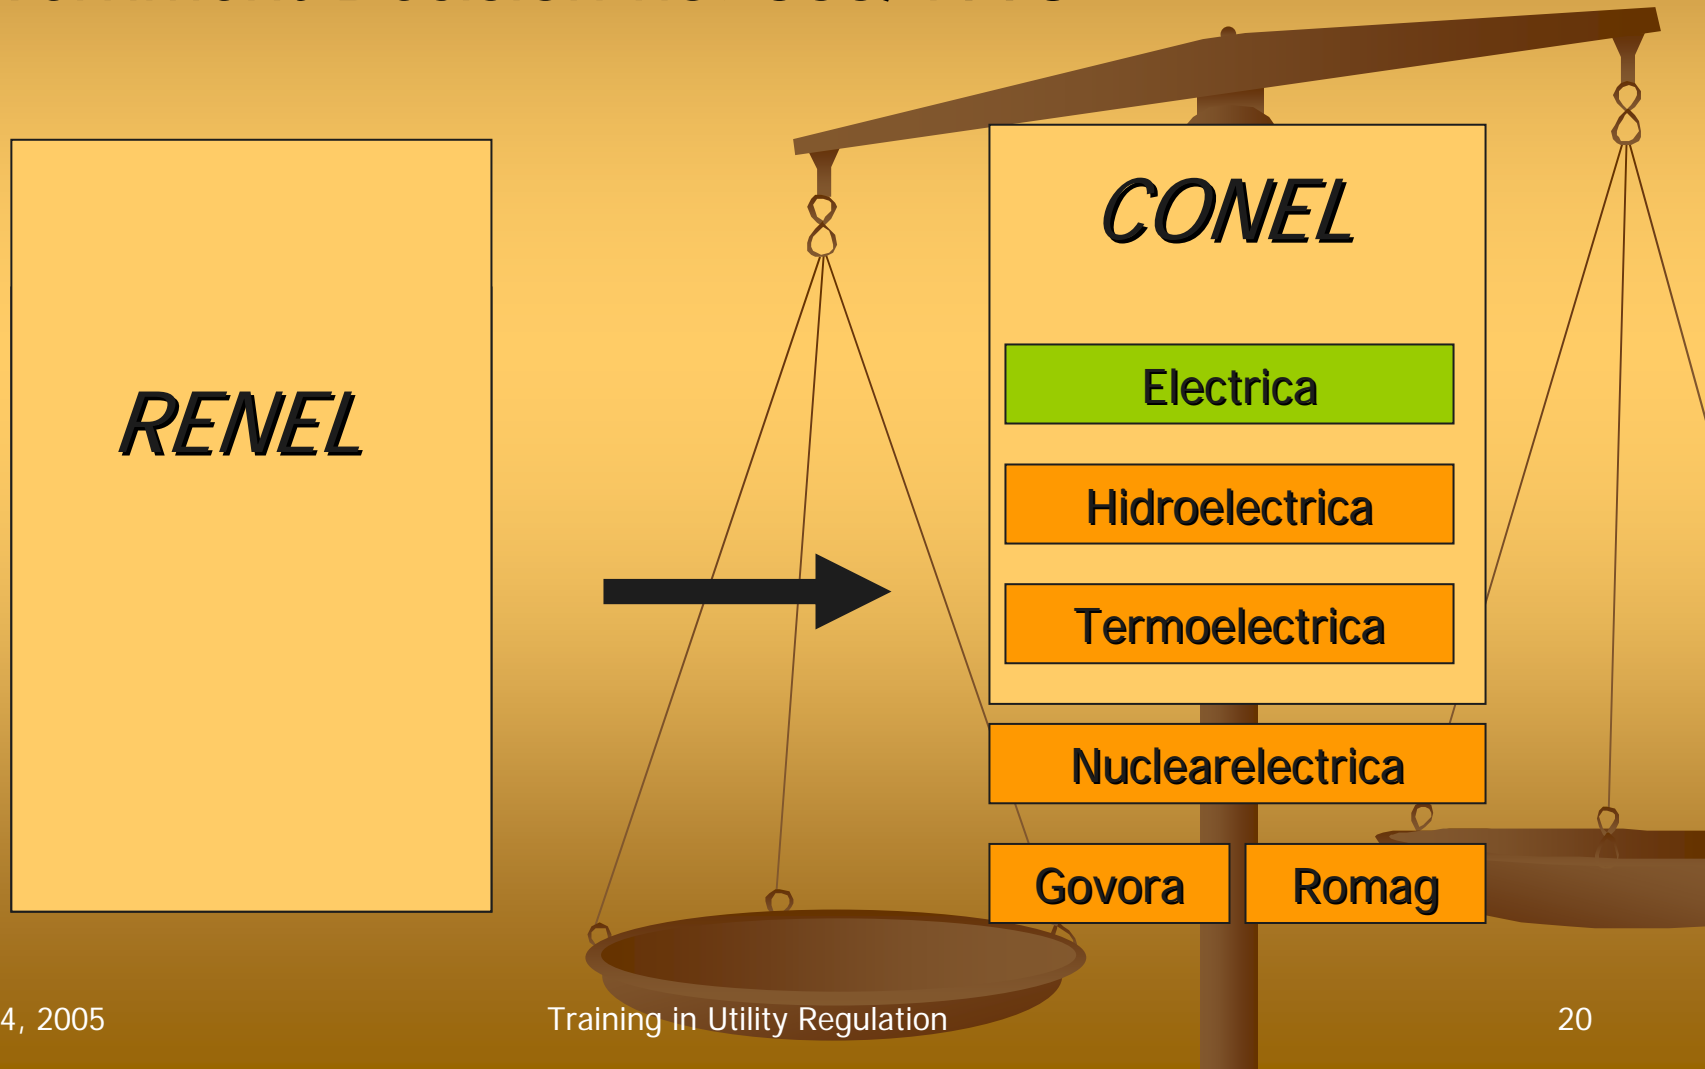 RENEL
CONEL
Electrica
Hidroelectrica
Termoelectrica
Nuclearelectrica
Govora Romag
4, 2005 Training in Utility Regulation 20